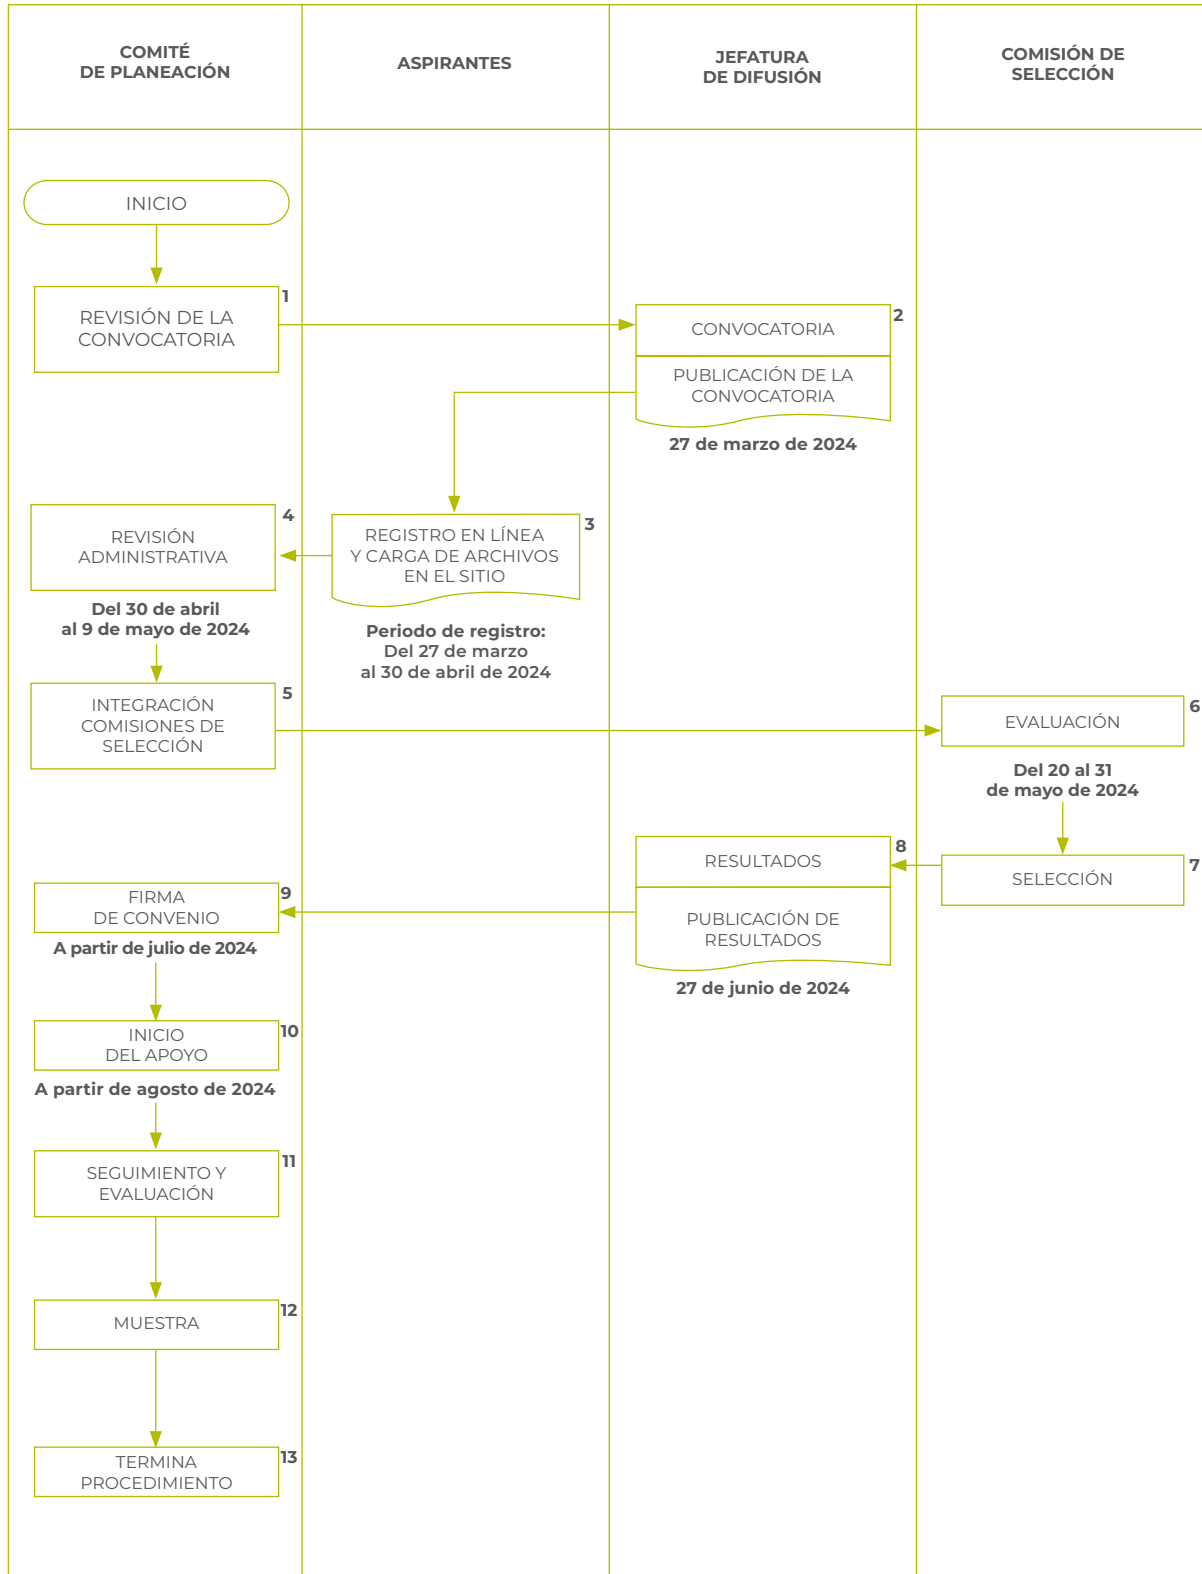 COMITÉ
DE PLANEACIÓN
ASPIRANTES
JEFATURA
DE DIFUSIÓN
COMISIÓN DE
SELECCIÓN
INICIO
1
REVISIÓN DE LA
CONVOCATORIA
2
CONVOCATORIA
PUBLICACIÓN DE LA
CONVOCATORIA
27 de marzo de 2024
3
REGISTRO EN LÍNEA
Y CARGA DE ARCHIVOS
EN EL SITIO
Periodo de registro:
Del 27 de marzo
al 30 de abril de 2024
4
REVISIÓN
ADMINISTRATIVA
Del 30 de abril
al 9 de mayo de 2024
5
INTEGRACIÓN
COMISIONES DE
SELECCIÓN
6
EVALUACIÓN
Del 20 al 31
de mayo de 2024
7
SELECCIÓN
8
RESULTADOS
PUBLICACIÓN DE
RESULTADOS
27 de junio de 2024
9
FIRMA
DE CONVENIO
A partir de julio de 2024
10
INICIO
DEL APOYO
A partir de agosto de 2024
11
SEGUIMIENTO Y
EVALUACIÓN
12
MUESTRA
13
TERMINA
PROCEDIMIENTO